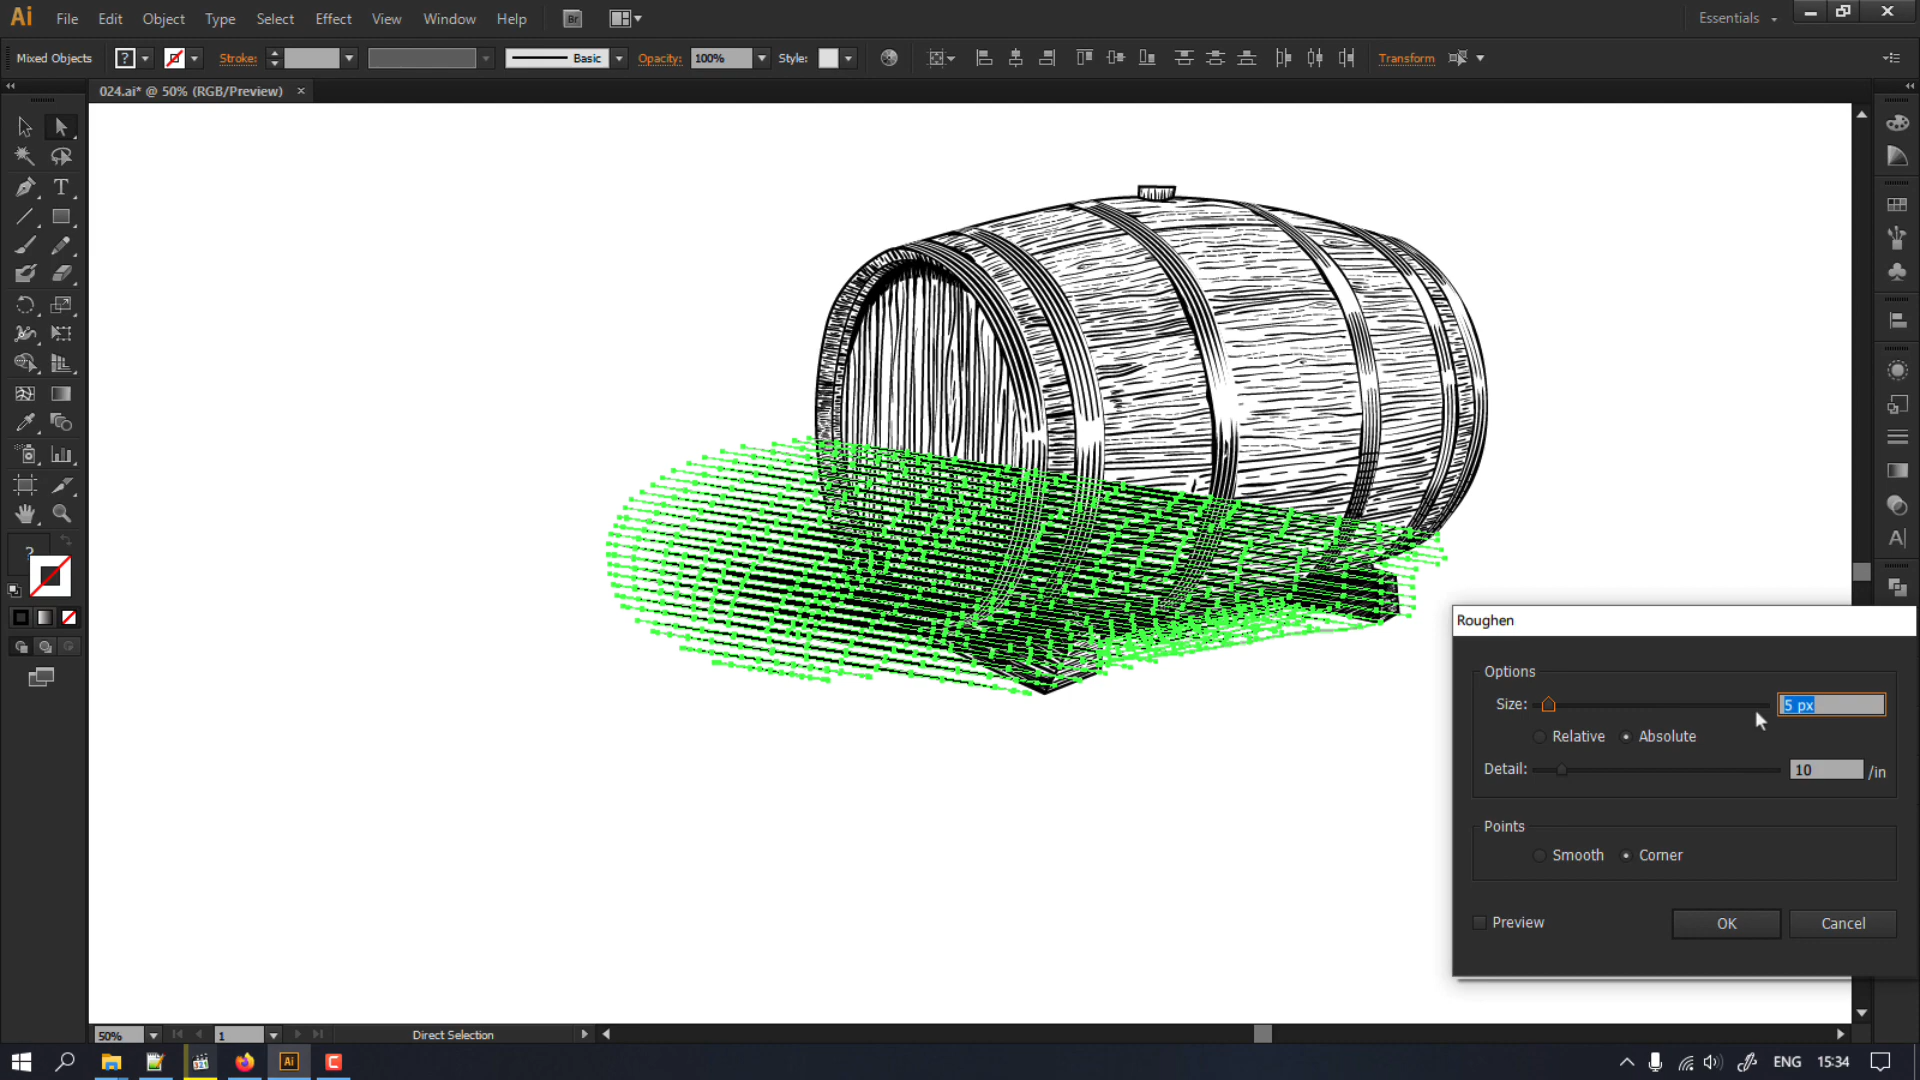 Ai File Edit Object Type Select Effect View Window Help Br Essentials
Mixed Objects ? Stroke: Basic Opacity: 100% Style: Transform
024.ai* @ 50% (RGB/Preview) ×
T
?
Roughen
Options
Size: 5 px
Relative Absolute
Detail: 10 /in
Points
Smooth Corner
Preview OK Cancel
50% 1 Direct Selection
Ai ENG 15:34